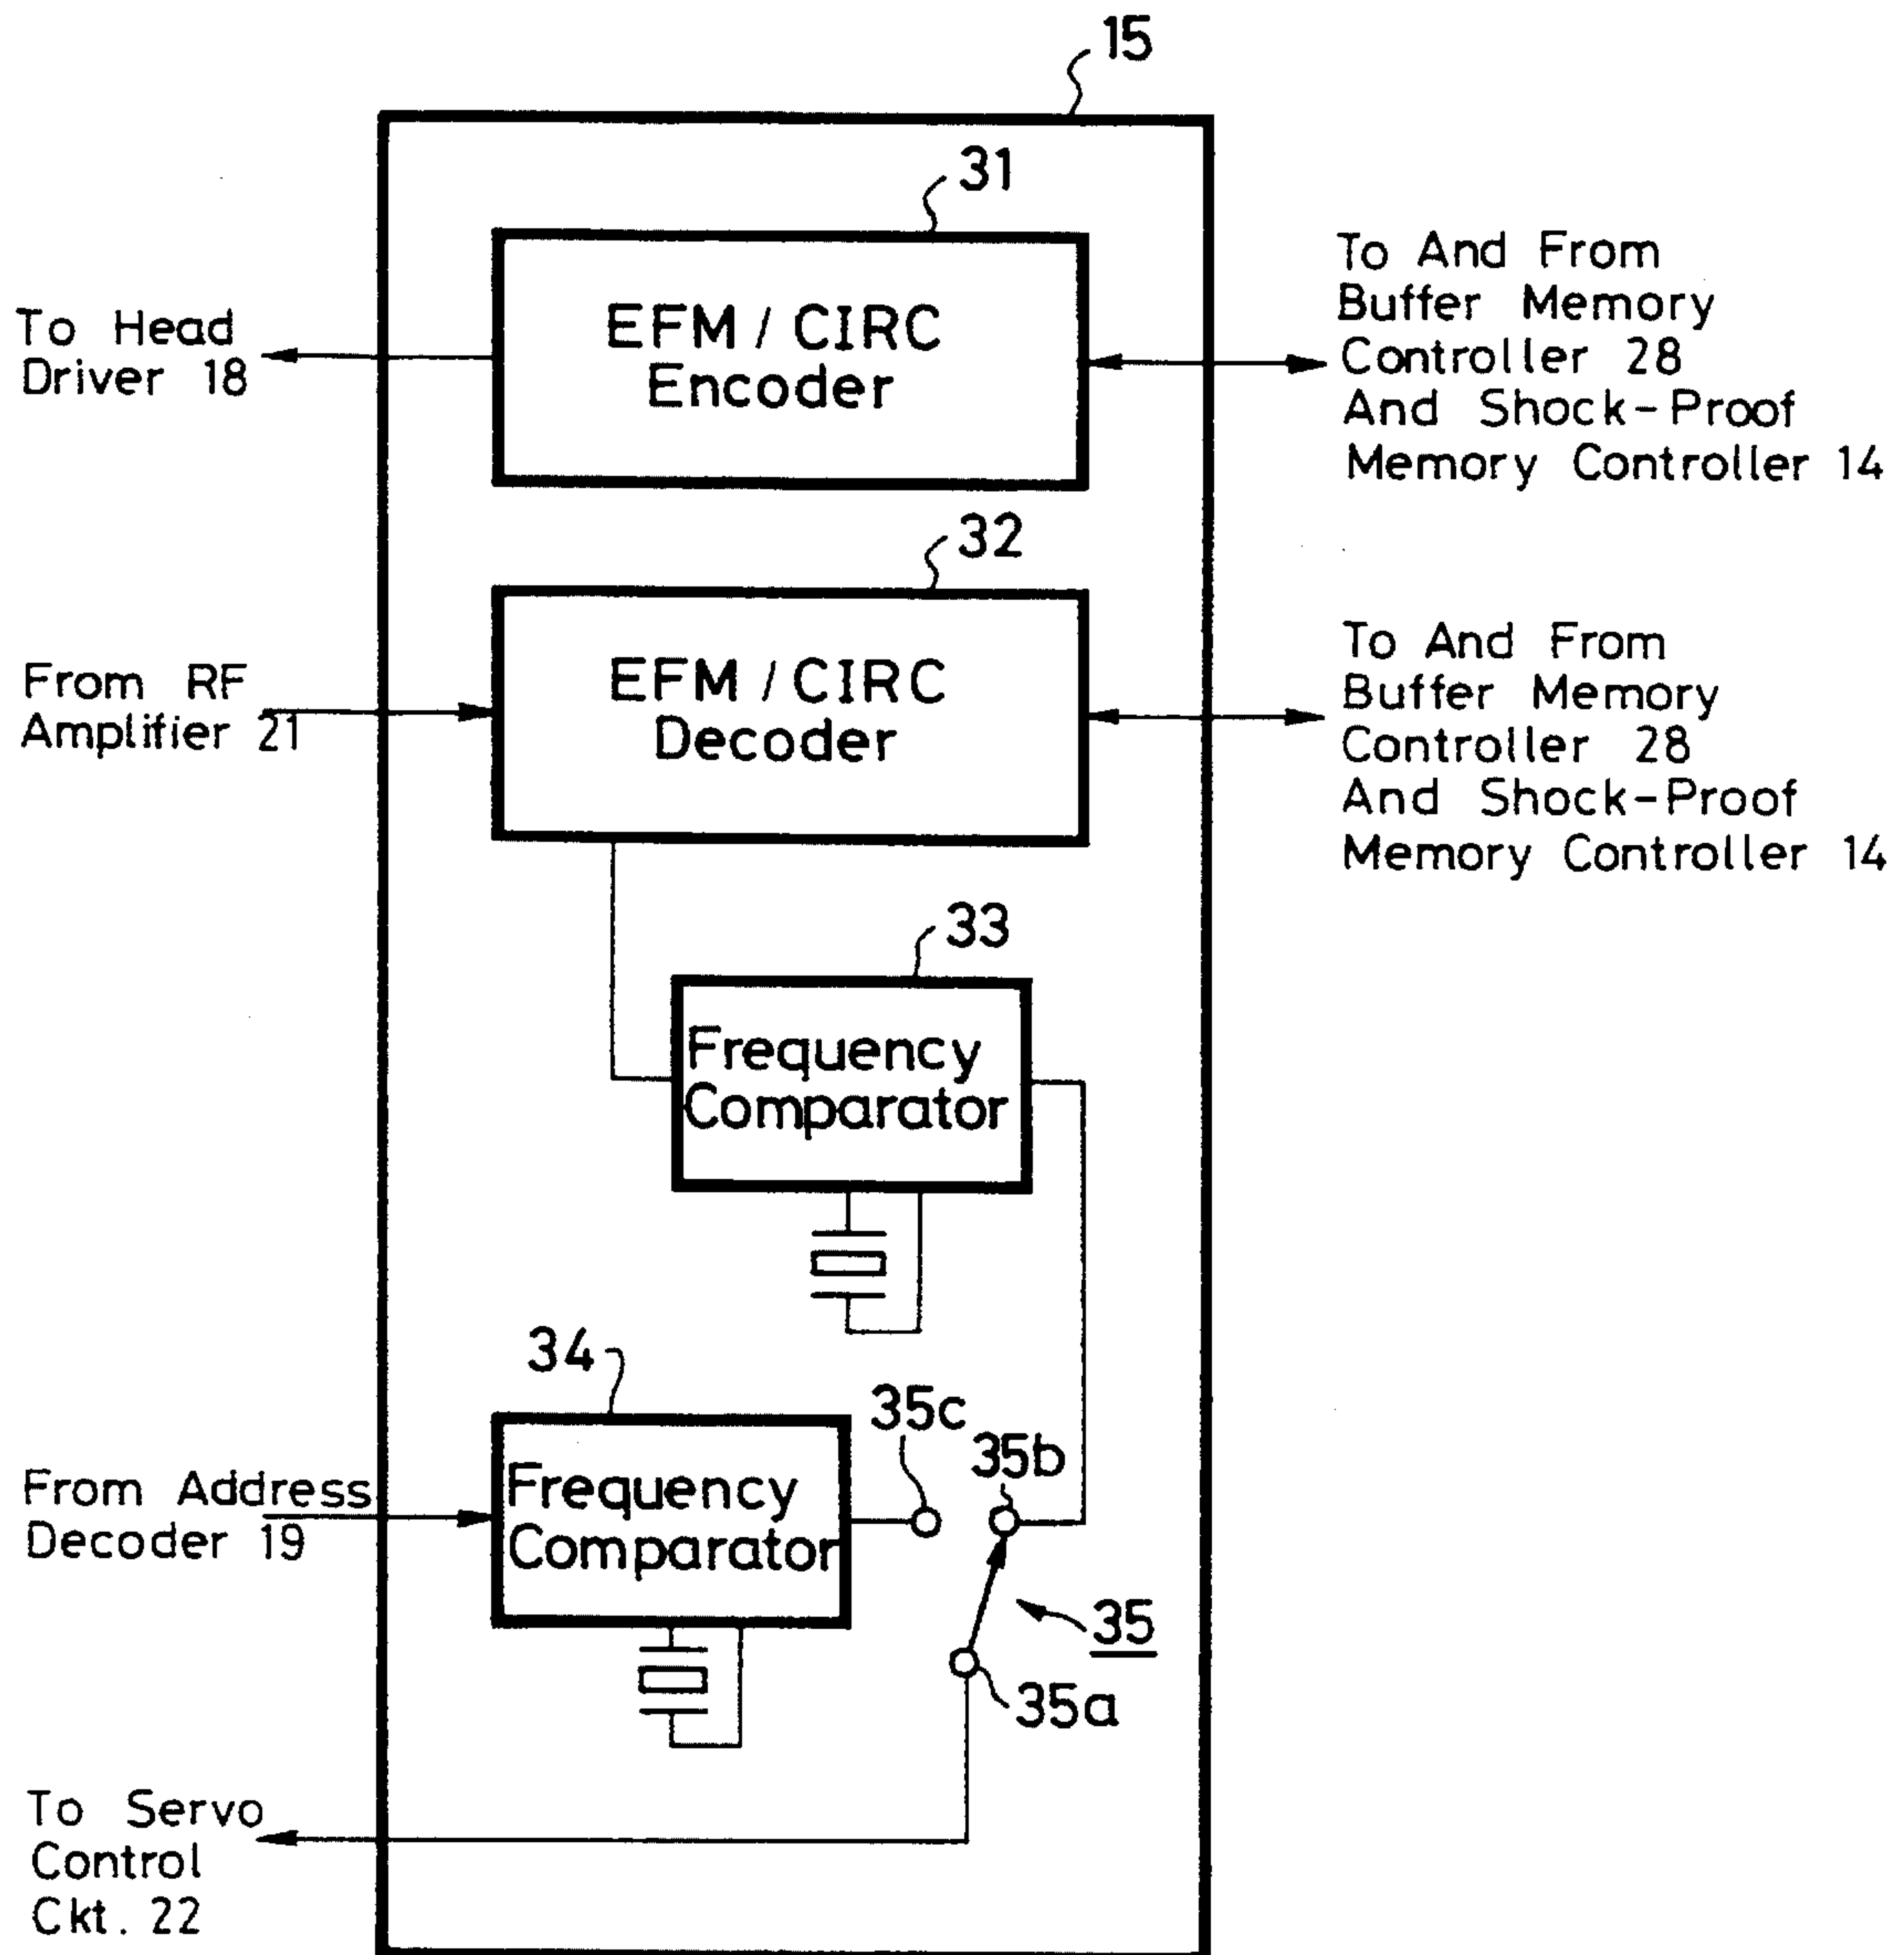 15
31
To Head
Driver 18
EFM / CIRC
Encoder
To And From
Buffer Memory
Controller 28
And Shock-Proof
Memory Controller 14
32
From RF
Amplifier 21
EFM / CIRC
Decoder
To And From
Buffer Memory
Controller 28
And Shock-Proof
Memory Controller 14
33
Frequency
Comparator
34
35c
35b
From Address
Decoder 19
Frequency
Comparator
35
35a
To Servo
Control
Ckt. 22